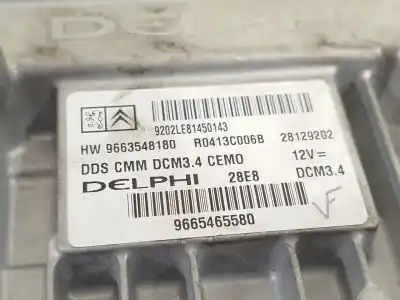 9202LE81450143
HW 9663548180 R0413C006B 28129202
DDS CMM DCM3.4 CEMO 12V=
DELPHI 28E8 DCM3.4
9665465580